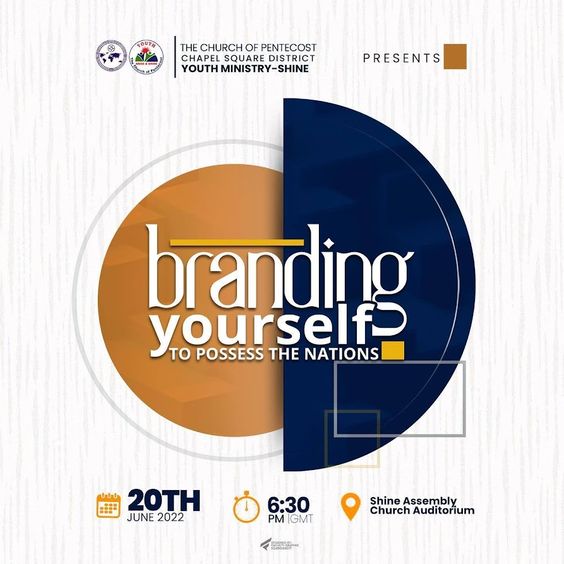 YOUTH
THE CHURCH OF PENTECOST
CHAPEL SQUARE DISTRICT
YOUTH MINISTRY-SHINE
PRESENTS
branding
yourself
TO POSSESS THE NATIONS
20TH
JUNE 2022
6:30
PM |GMT
Shine Assembly
Church Auditorium